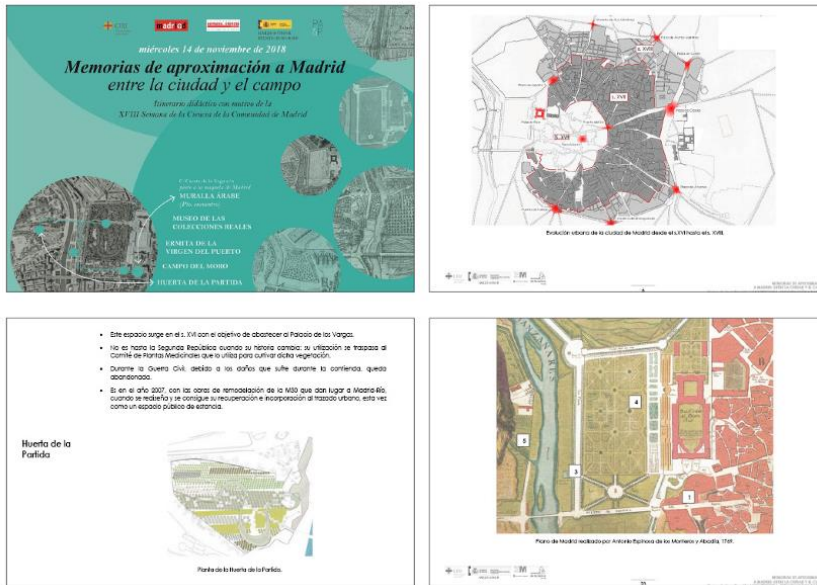 madrid
miércoles 14 de noviembre de 2018
Memorias de aproximación a Madrid
entre la ciudad y el campo
Itinerario didáctico con motivo de la
XVIII Semana de la Ciencia de la Comunidad de Madrid
MURALLA ÁRABE
MUSEO DE LAS
COLECCIONES REALES
ERMITA DE LA
VIRGEN DEL PUERTO
CAMPO DEL MORO
HUERTA DE LA PARTIDA
s. XVIII
s. XVII
s. XVI
Evolución urbana de la ciudad de Madrid desde el s.XVI hasta el s. XVIII.
• Este espacio surge en el s. XVI con el objetivo de abastecer al Palacio de los Vargas.
• No es hasta la Segunda República cuando su historia cambia: su utilización se traspasa al
Comité de Plantas Medicinales que lo utiliza para cultivar dicha vegetación.
• Durante la Guerra Civil, debido a los daños que sufre durante la contienda, queda
abandonada.
• Es en el año 2007, con las obras de remodelación de la M30 que dan lugar a Madrid-Río,
cuando se rediseña y se consigue su recuperación e incorporación al trazado urbano, esta vez
como un espacio público de estancia.
Huerta de la
Partida
Planta de la Huerta de la Partida.
MANZANARES
4
5
3
1
Plano de Madrid realizado por Antonio Espinosa de los Monteros y Abadía, 1769.